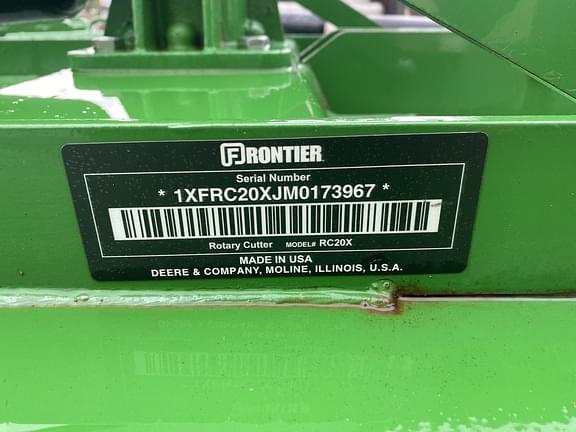 FRONTIER
Serial Number
* 1XFRC20XJM0173967 *
Rotary Cutter MODEL# RC20X
MADE IN USA
DEERE & COMPANY, MOLINE, ILLINOIS, U.S.A.